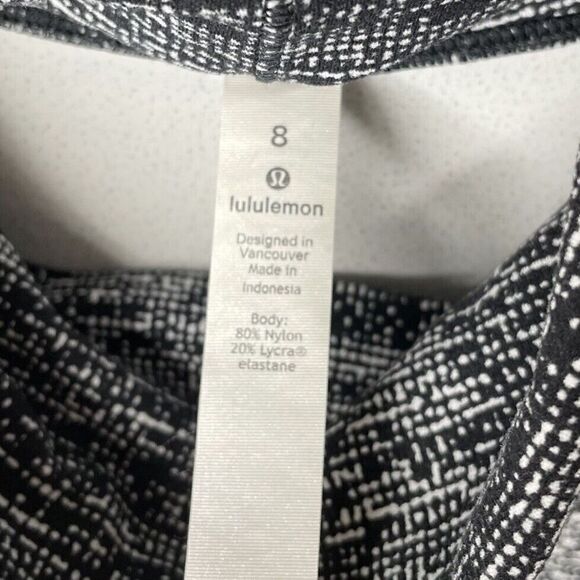 8
lululemon
Designed in
Vancouver
Made in
Indonesia
Body:
80% Nylon
20% Lycra®
elastane